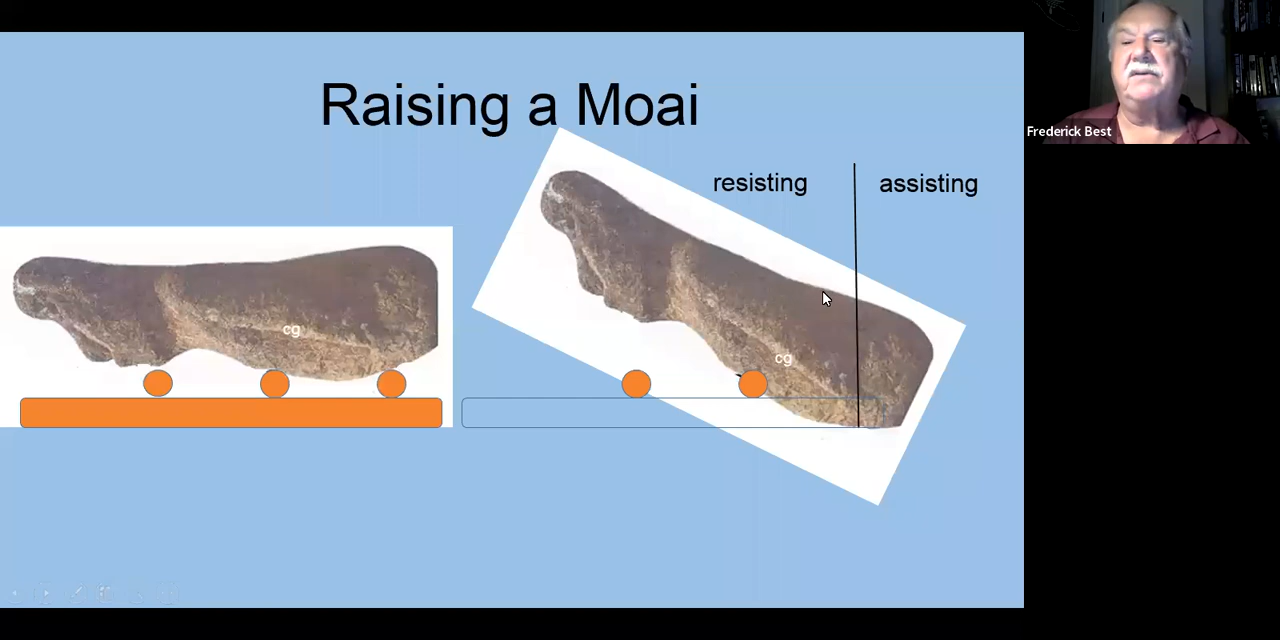 Raising a Moai
resisting
assisting
cg
cg
Frederick Best